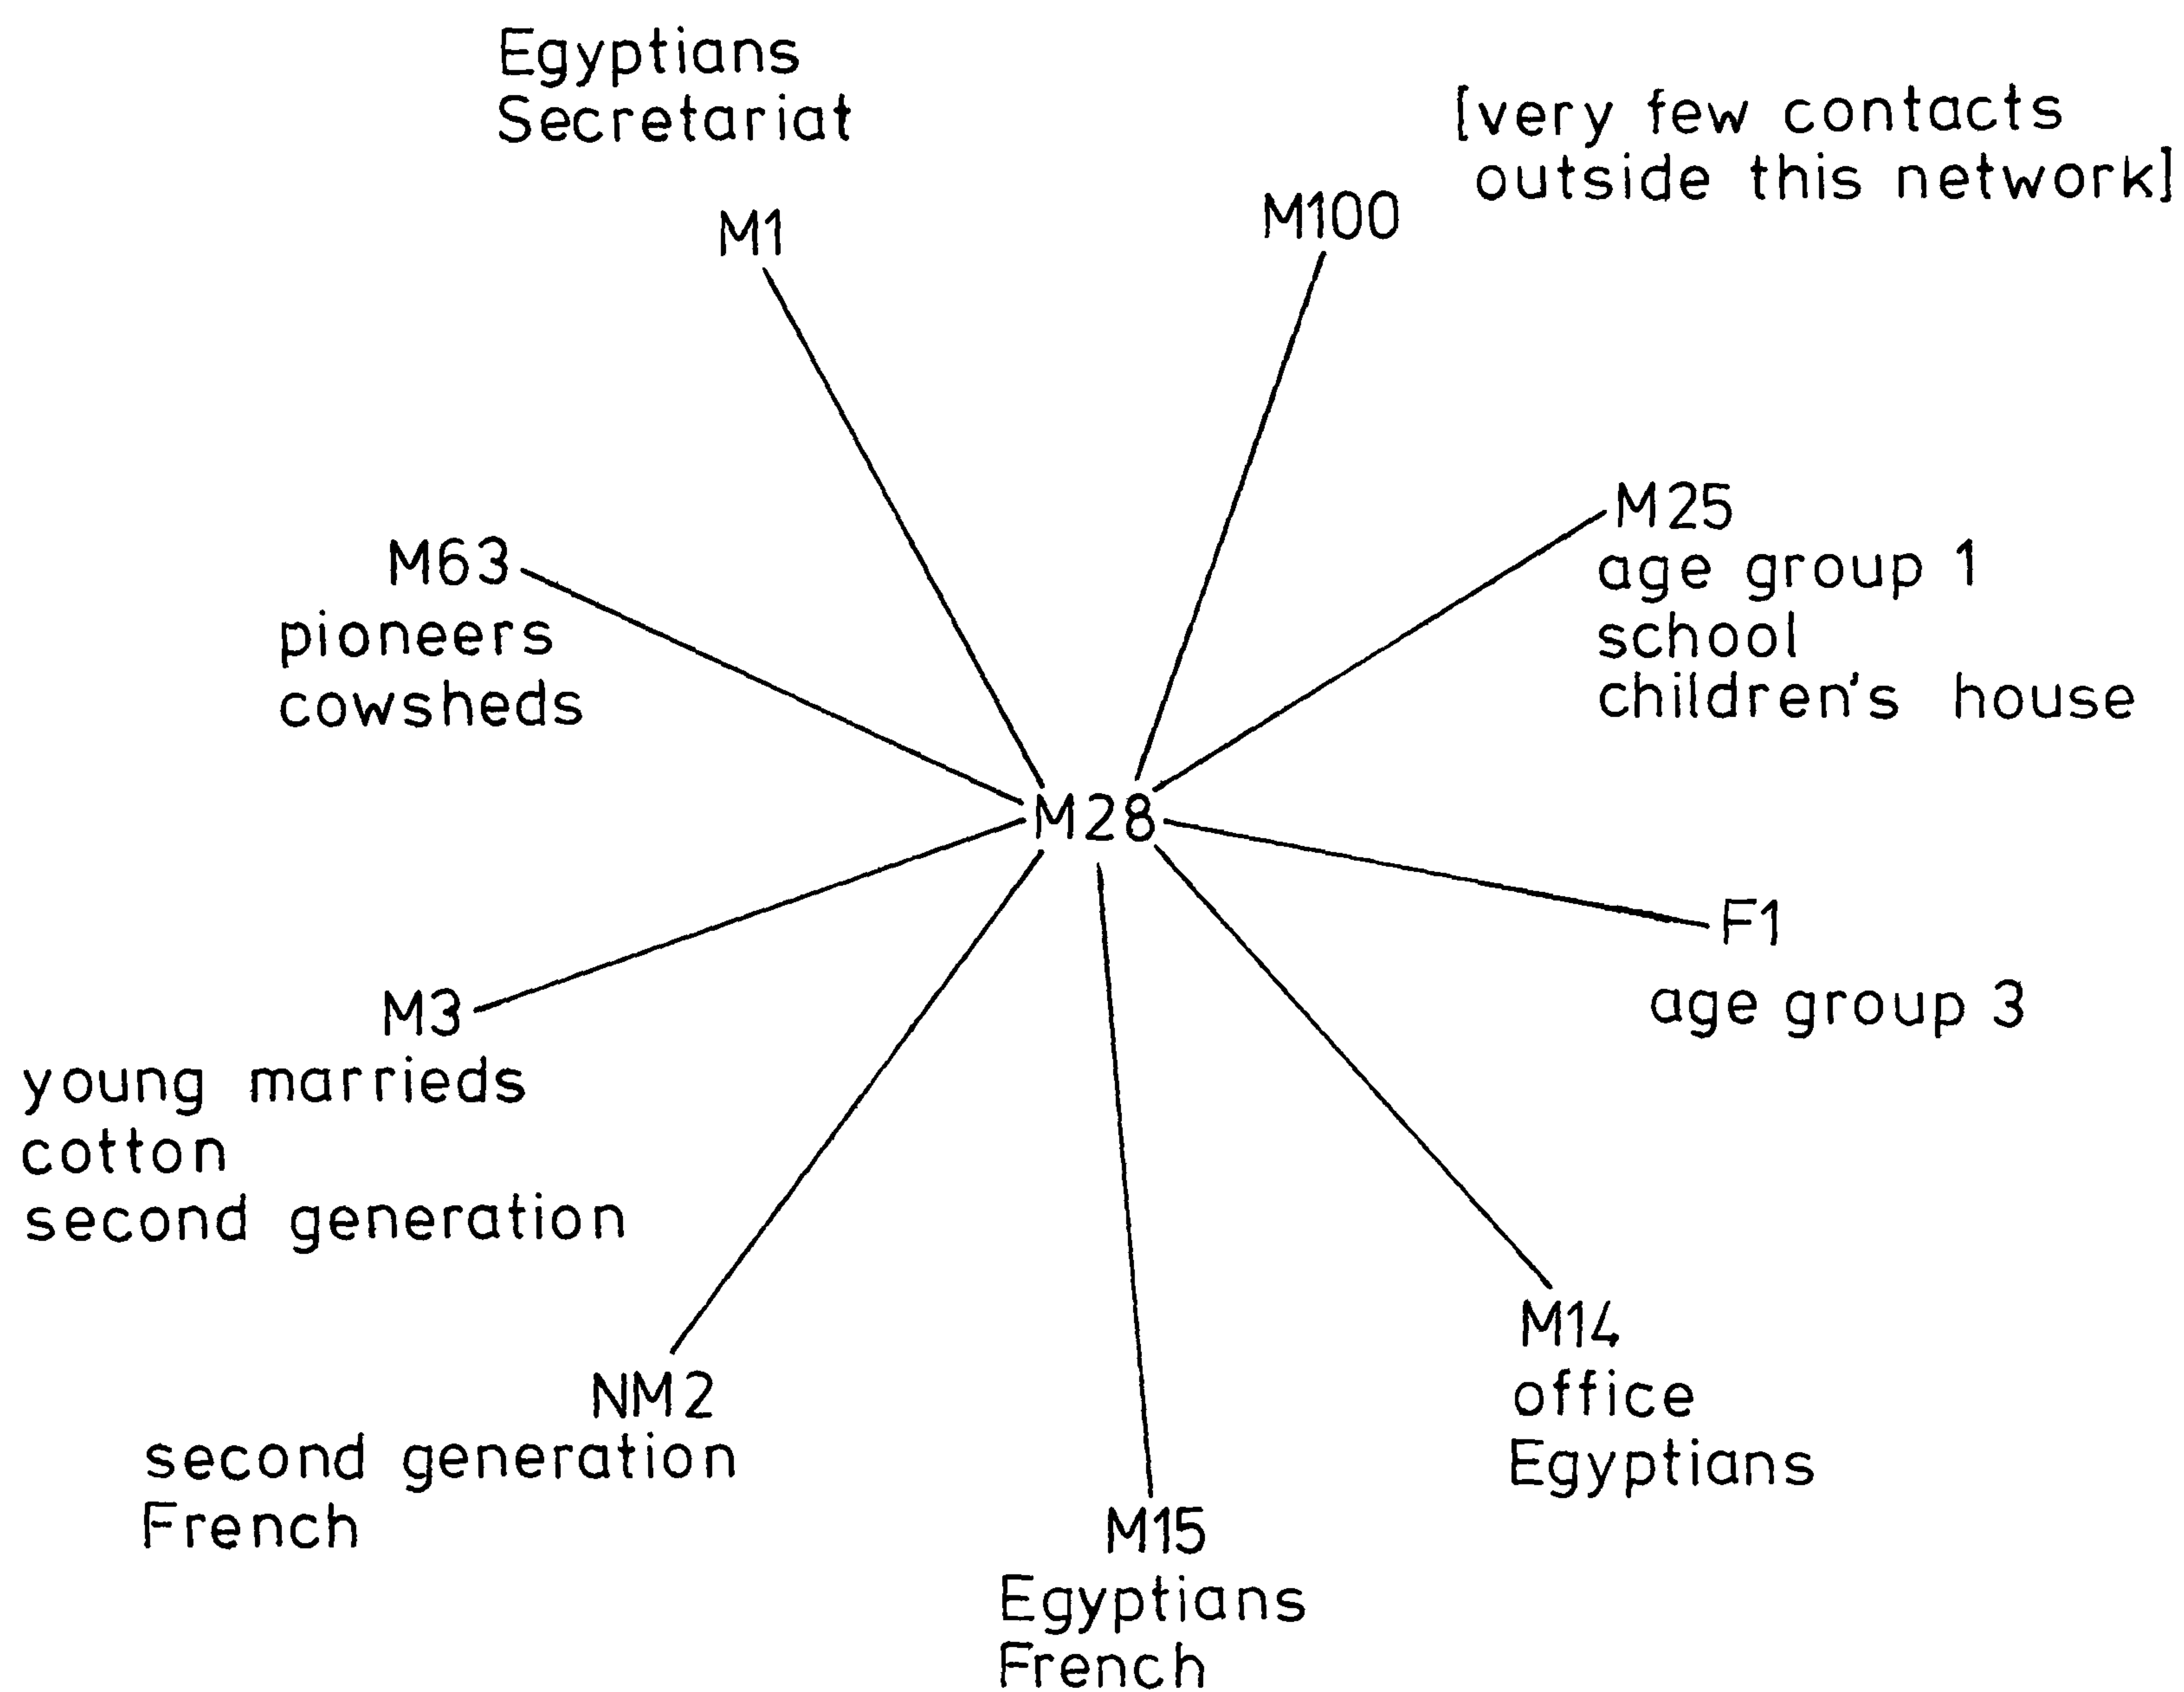 Egyptians
Secretariat
M1
[very few contacts
outside this network]
M100
M25
age group 1
school
children's house
M63
pioneers
cowsheds
M28
F1
age group 3
M3
young marrieds
cotton
second generation
NM2
second generation
French
M14
office
Egyptians
M15
Egyptians
French